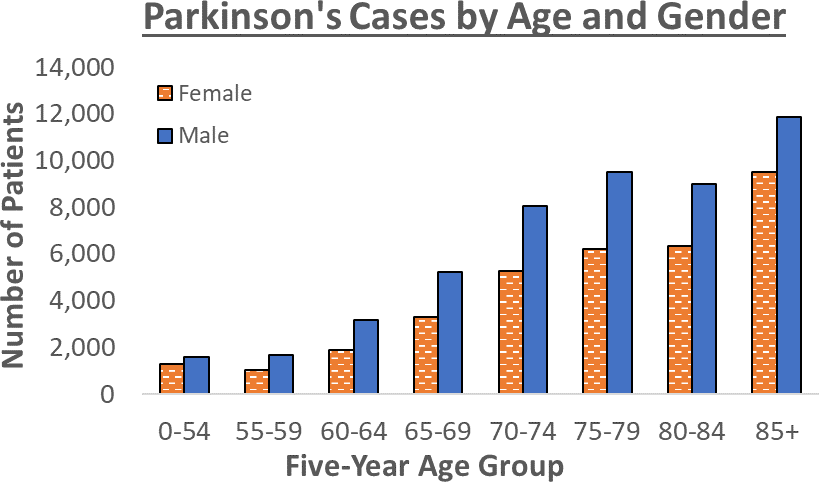 Parkinson's Cases by Age and Gender
14,000
12,000
10,000
8,000
6,000
4,000
2,000
0
Number of Patients
Female
Male
0-54 55-59 60-64 65-69 70-74 75-79 80-84 85+
Five-Year Age Group